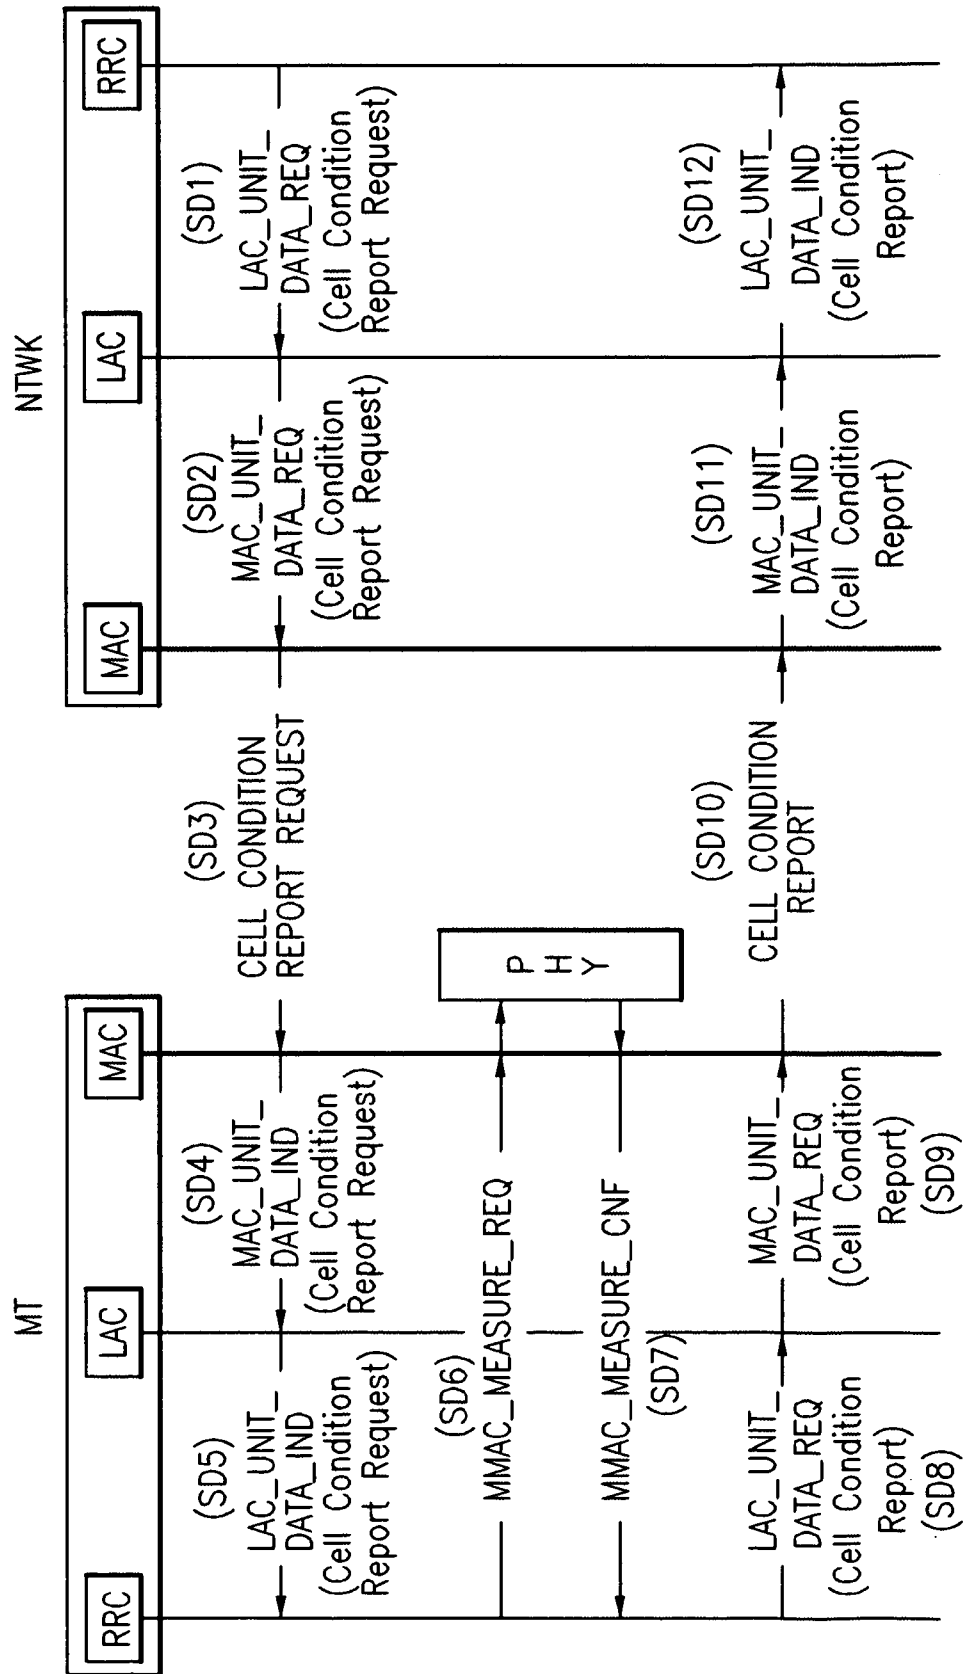 MT
NTWK
RRC
LAC
MAC
MAC
LAC
RRC
(SD5)
LAC_UNIT_
DATA_IND
(Cell Condition
Report Request)
(SD4)
MAC_UNIT_
DATA_IND
(Cell Condition
Report Request)
(SD3)
CELL CONDITION
REPORT REQUEST
(SD2)
MAC_UNIT_
DATA_REQ
(Cell Condition
Report Request)
(SD1)
LAC_UNIT_
DATA_REQ
(Cell Condition
Report Request)
(SD6)
MMAC_MEASURE_REQ
PHY
MMAC_MEASURE_CNF
(SD7)
LAC_UNIT_
DATA_REQ
(Cell Condition
Report)
(SD8)
MAC_UNIT_
DATA_REQ
(Cell Condition
Report)
(SD9)
(SD10)
CELL CONDITION
REPORT
(SD11)
MAC_UNIT_
DATA_IND
(Cell Condition
Report)
(SD12)
LAC_UNIT_
DATA_IND
(Cell Condition
Report)